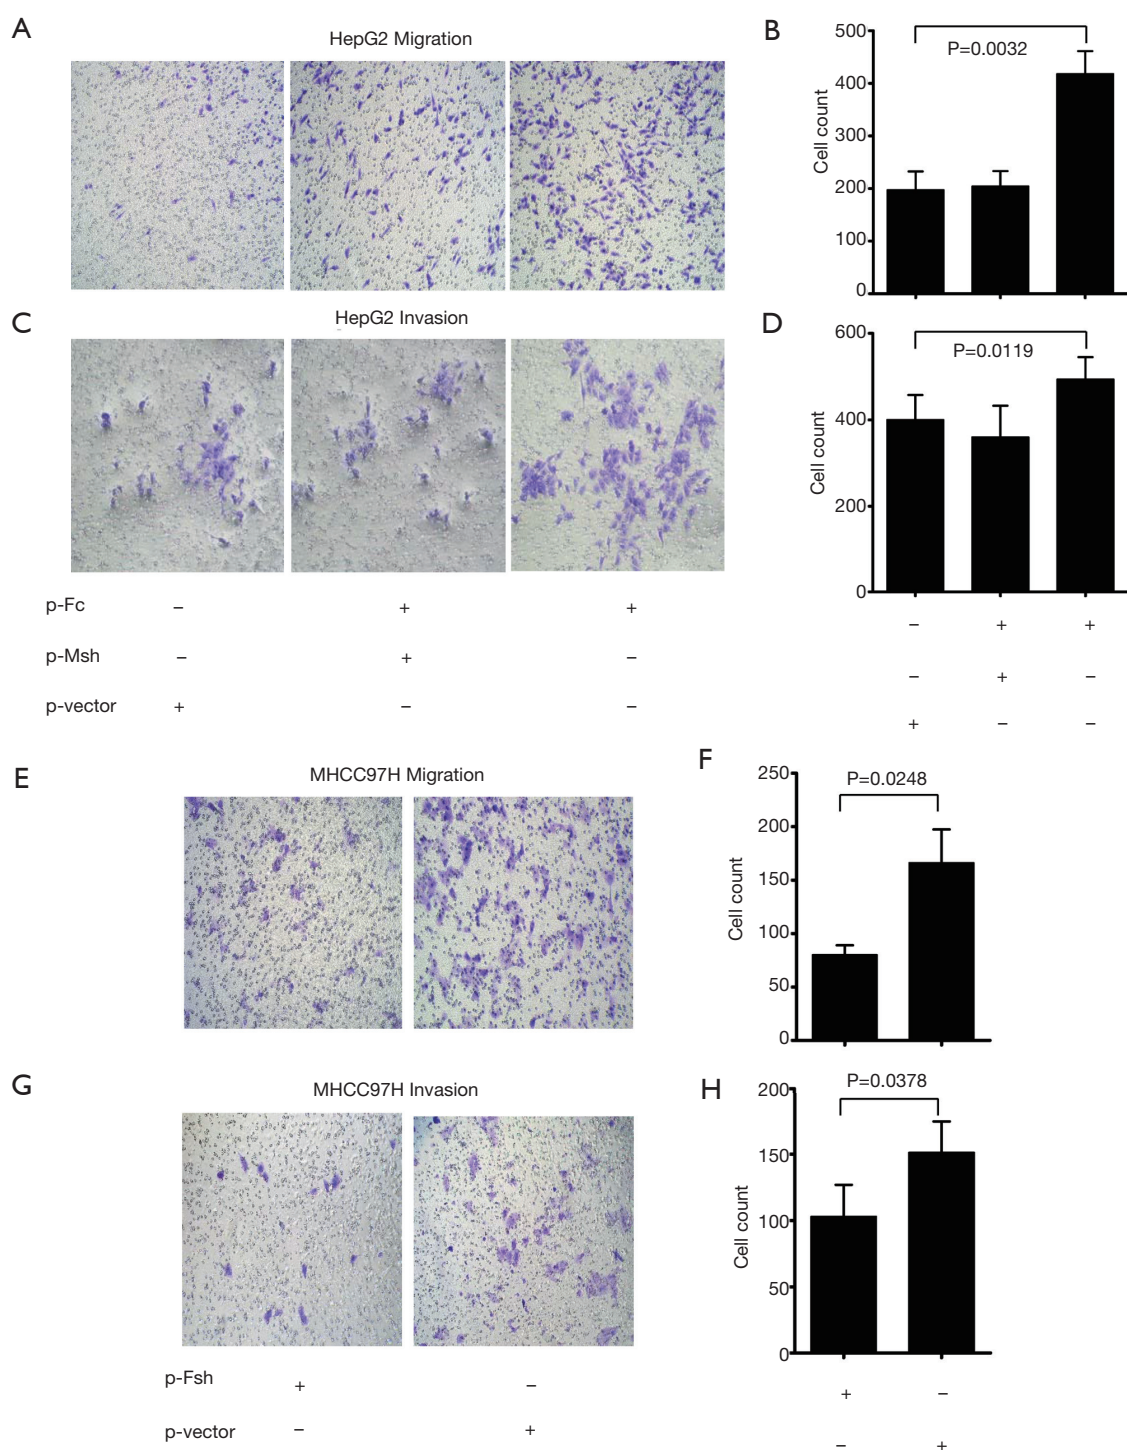 A
HepG2 Migration
B
500
400
300
200
100
0
Cell count
P=0.0032
C
HepG2 Invasion
D
600
400
200
0
Cell count
P=0.0119
p-Fc − + +
p-Msh − + −
p-vector + − −
− + +
− + −
+ − −
E
MHCC97H Migration
F
250
200
150
100
50
0
Cell count
P=0.0248
G
MHCC97H Invasion
H
200
150
100
50
0
Cell count
P=0.0378
p-Fsh + −
p-vector − +
+ −
− +